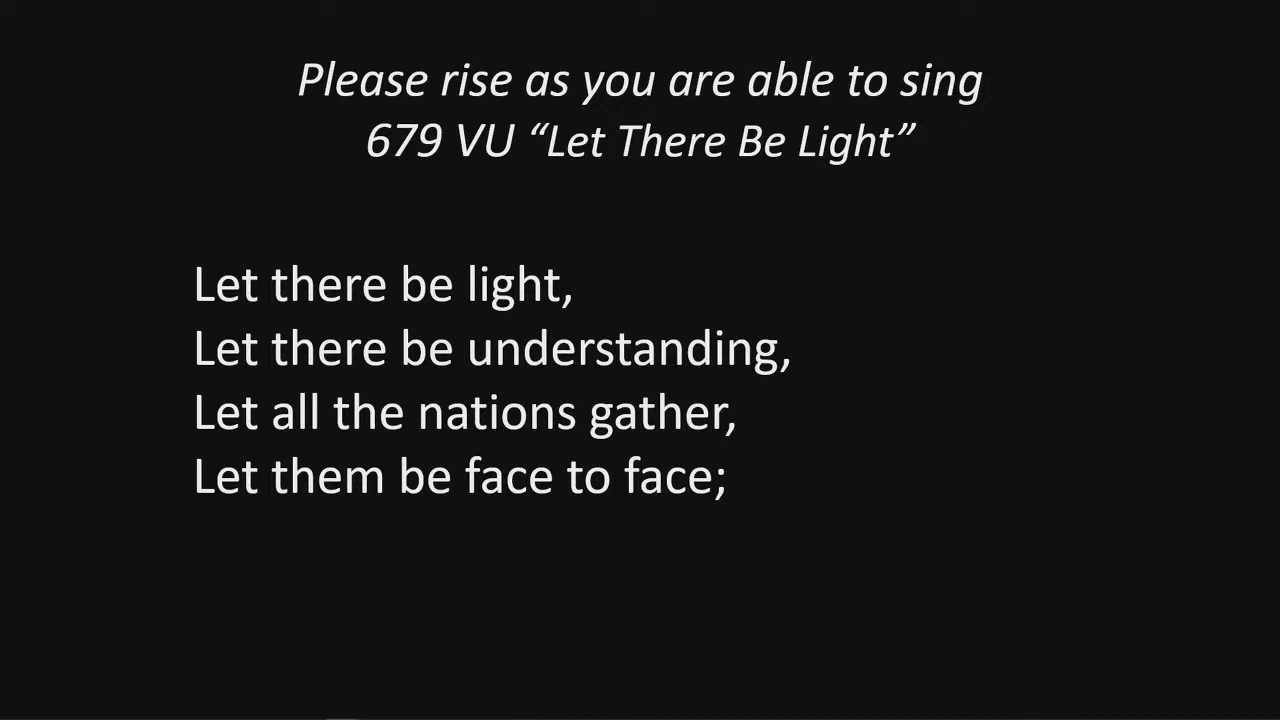 Please rise as you are able to sing
679 VU “Let There Be Light”
Let there be light,
Let there be understanding,
Let all the nations gather,
Let them be face to face;